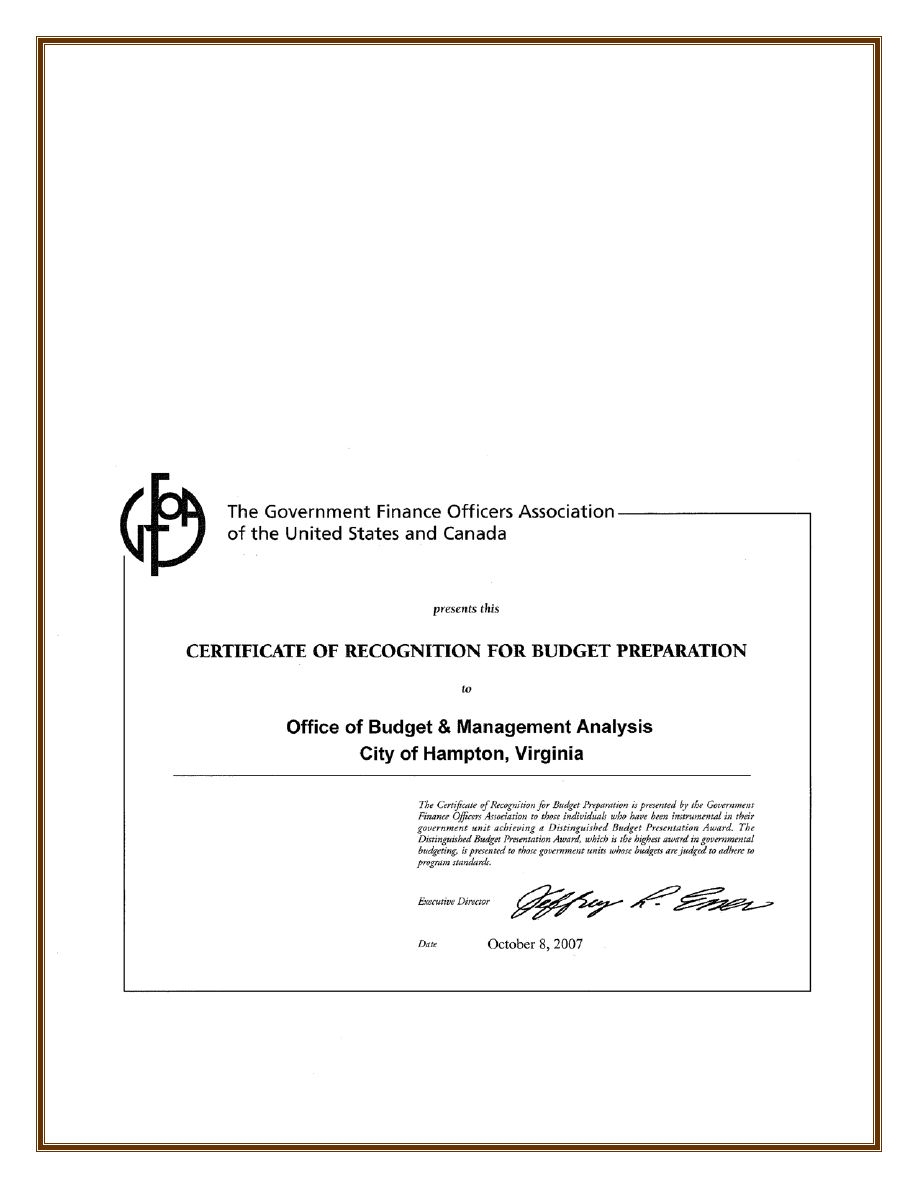 GFOA
The Government Finance Officers Association
of the United States and Canada
presents this
CERTIFICATE OF RECOGNITION FOR BUDGET PREPARATION
to
Office of Budget & Management Analysis
City of Hampton, Virginia
The Certificate of Recognition for Budget Preparation is presented by the Government
Finance Officers Association to those individuals who have been instrumental in their
government unit achieving a Distinguished Budget Presentation Award. The
Distinguished Budget Presentation Award, which is the highest award in governmental
budgeting, is presented to those government units whose budgets are judged to adhere to
program standards.
Executive Director Jeffrey R. Ener
Date October 8, 2007